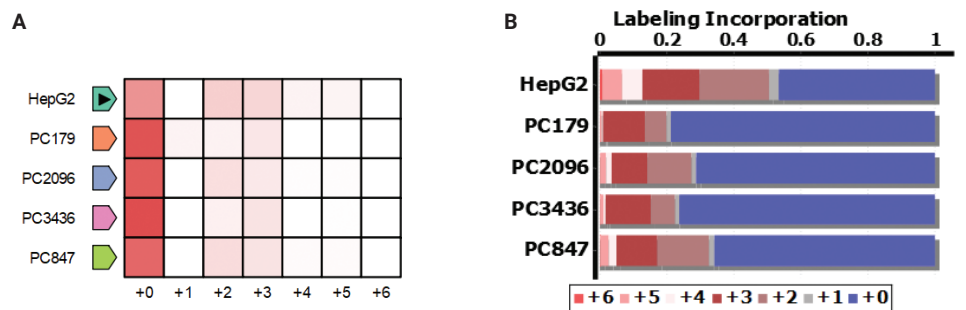 A
HepG2
PC179
PC2096
PC3436
PC847
+0 +1 +2 +3 +4 +5 +6
B
Labeling Incorporation
0 0.2 0.4 0.6 0.8 1
HepG2
PC179
PC2096
PC3436
PC847
+6 +5 +4 +3 +2 +1 +0